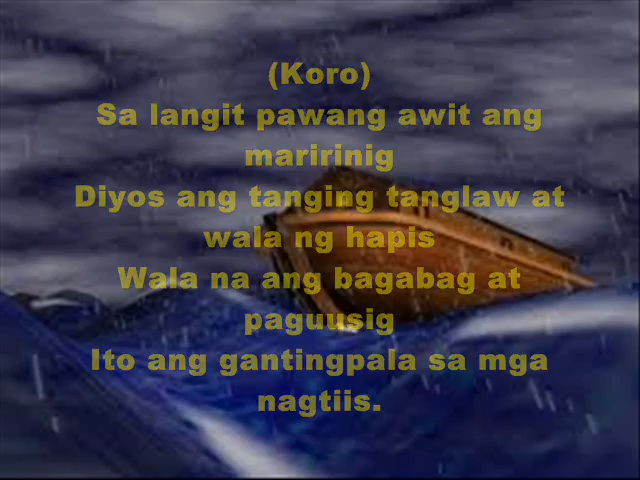 (Koro)
Sa langit pawang awit ang
maririnig
Diyos ang tanging tanglaw at
wala ng hapis
Wala na ang bagabag at
paguusig
Ito ang gantingpala sa mga
nagtiis.